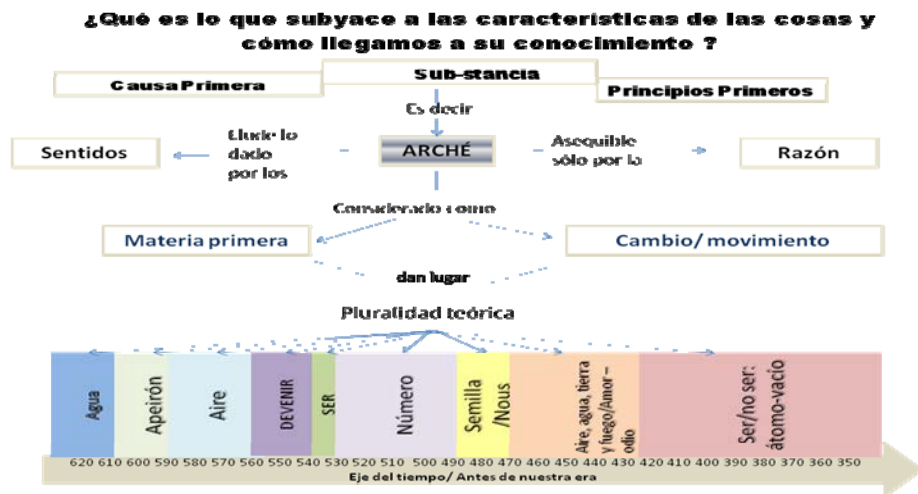 ¿Qué es lo que subyace a las características de las cosas y
cómo llegamos a su conocimiento ?
Causa Primera
Sub-stancia
Principios Primeros
Es decir
Sentidos
Elude lo
dado
por los
ARCHÉ
Asequible
sólo por la
Razón
Considerado como
Materia primera
Cambio/ movimiento
dan lugar
Pluralidad teórica
Agua
Apeirón
Aire
DEVENIR
SER
Número
Semilla
/Nous
Aire, agua, tierra
y fuego/Amor–
odio
Ser/no ser:
átomo-vacio
620 610 600 590 580 570 560 550 540 530 520 510 500 490 480 470 460 450 440 430 420 410 400 390 380 370 360 350
Eje del tiempo/ Antes de nuestra era